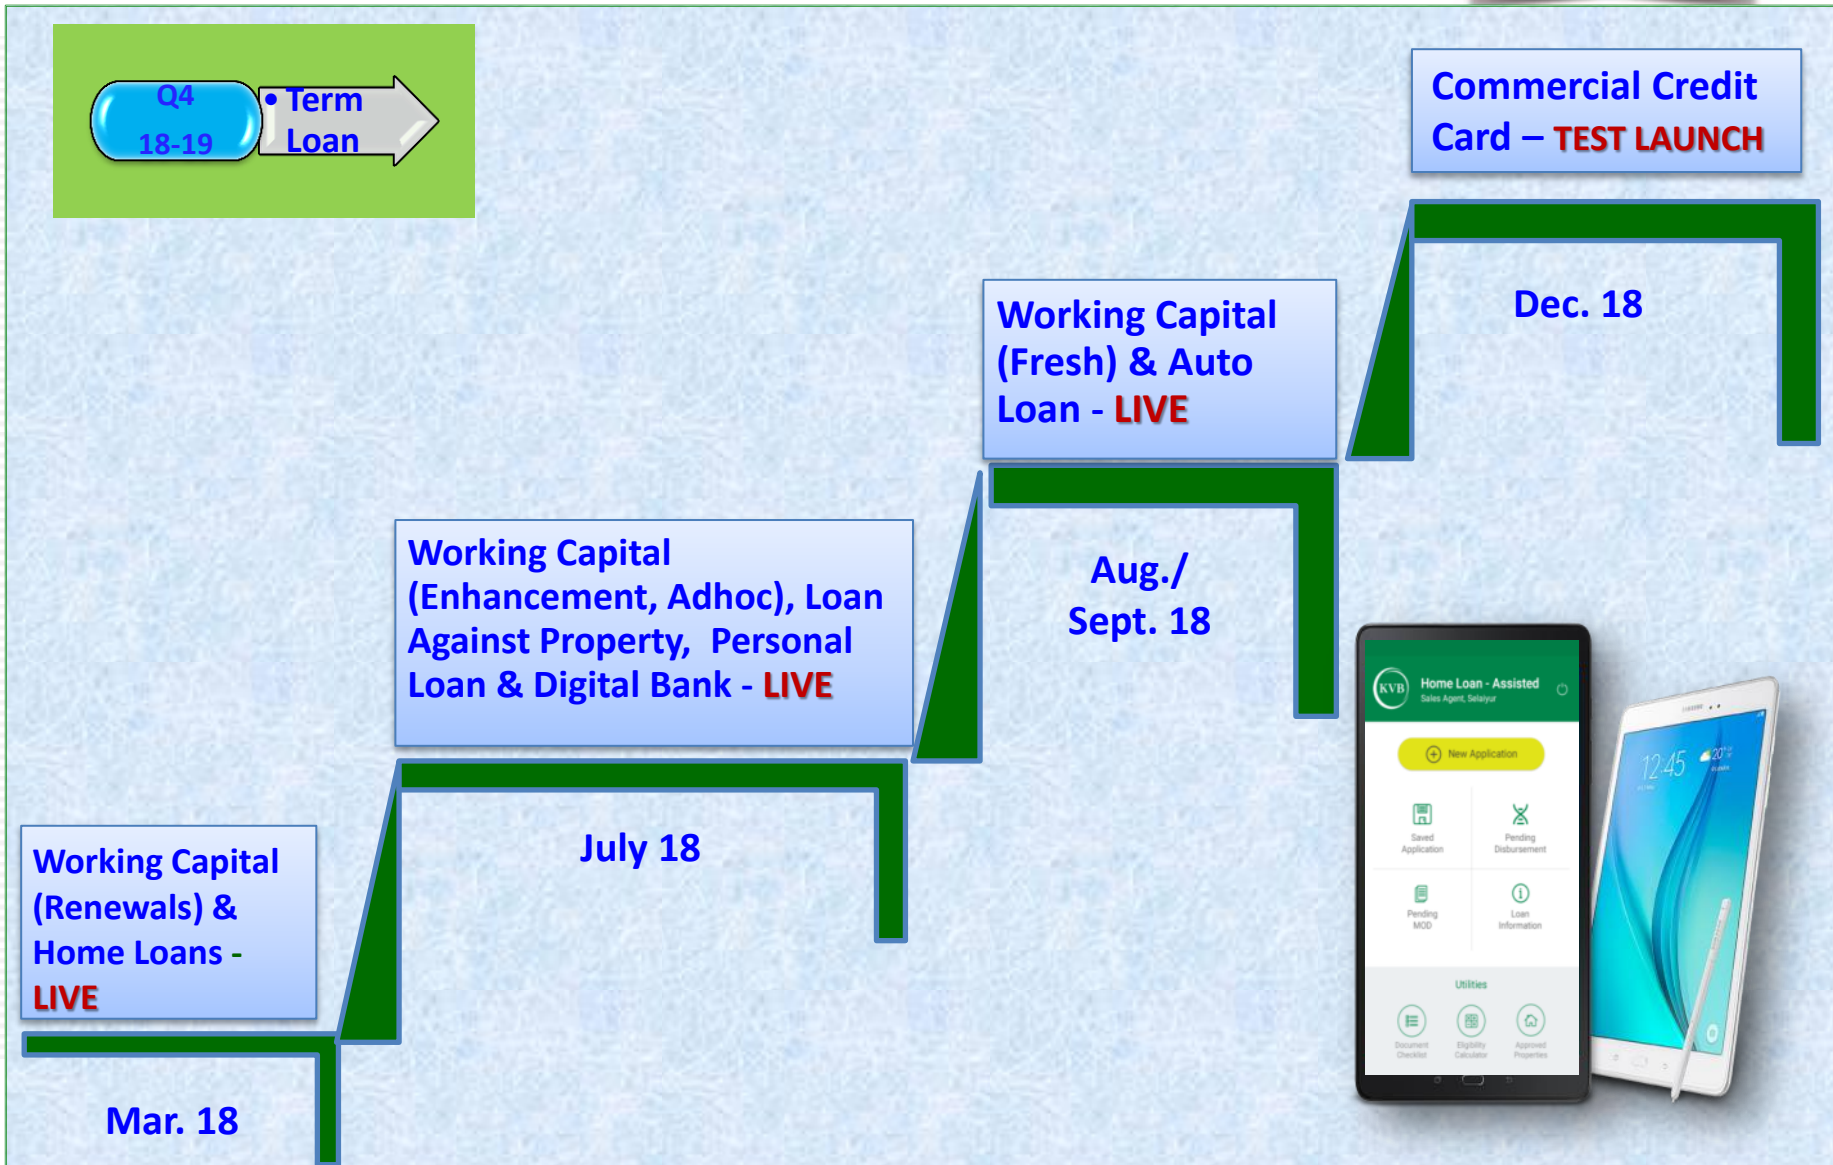 Q4
18-19
• Term
Loan
Commercial Credit
Card – TEST LAUNCH
Dec. 18
Working Capital
(Fresh) & Auto
Loan - LIVE
Aug./
Sept. 18
Working Capital
(Enhancement, Adhoc), Loan
Against Property, Personal
Loan & Digital Bank - LIVE
July 18
Working Capital
(Renewals) &
Home Loans -
LIVE
Mar. 18
KVB
Home Loan - Assisted
Sales Agent, Selaiyur
New Application
Saved
Application
Pending
Disbursement
Pending
MOD
Loan
Information
Utilities
Document
Checklist
Eligibility
Calculator
Approved
Properties
SAMSUNG
12:45
20°